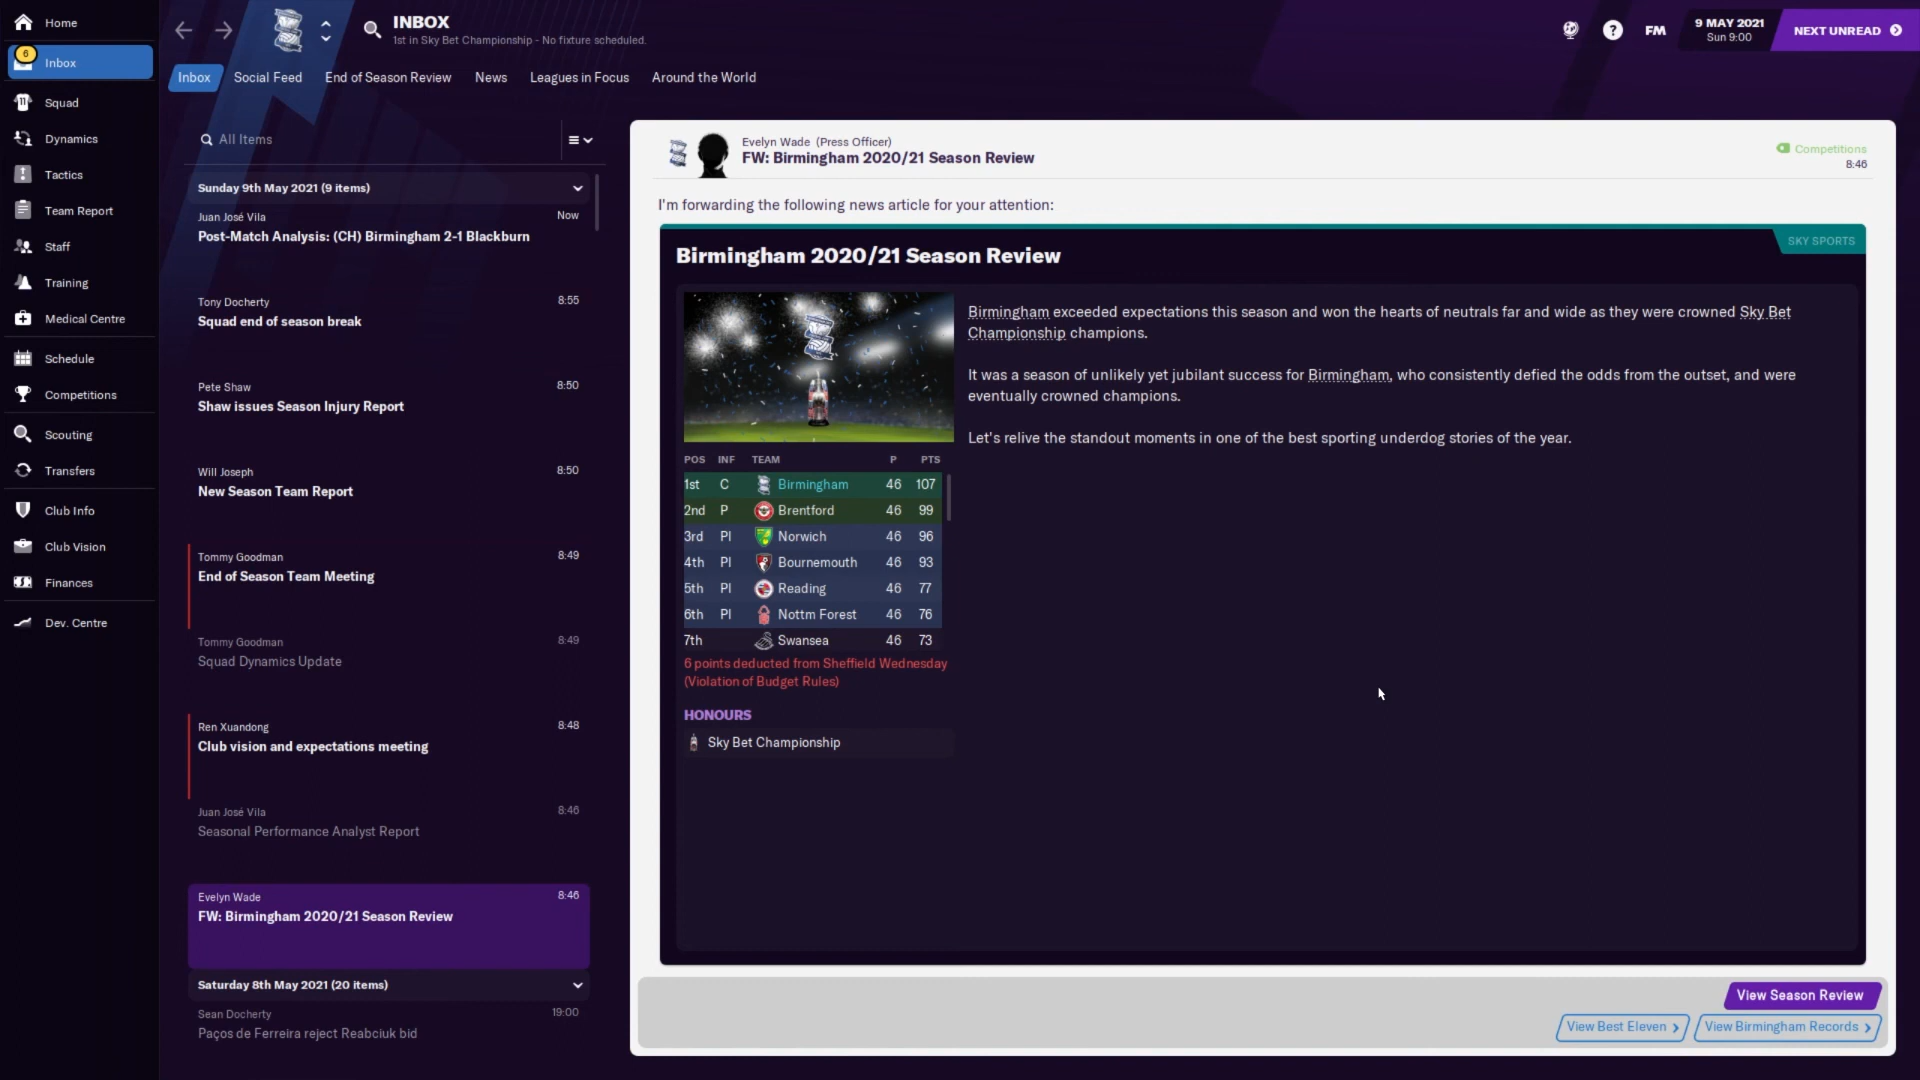 Home
6
Inbox
Squad
Dynamics
Tactics
Team Report
Staff
Training
Medical Centre
Schedule
Competitions
Scouting
Transfers
Club Info
Club Vision
Finances
Dev. Centre
INBOX
1st in Sky Bet Championship - No fixture scheduled.
FM
9 MAY 2021
Sun 9:00
NEXT UNREAD
Inbox
Social Feed
End of Season Review
News
Leagues in Focus
Around the World
All Items
Sunday 9th May 2021 (9 items)
Juan José Vila Now
Post-Match Analysis: (CH) Birmingham 2-1 Blackburn
Tony Docherty 8:55
Squad end of season break
Pete Shaw 8:50
Shaw issues Season Injury Report
Will Joseph 8:50
New Season Team Report
Tommy Goodman 8:49
End of Season Team Meeting
Tommy Goodman 8:49
Squad Dynamics Update
Ren Xuandong 8:48
Club vision and expectations meeting
Juan José Vila 8:46
Seasonal Performance Analyst Report
Evelyn Wade 8:46
FW: Birmingham 2020/21 Season Review
Saturday 8th May 2021 (20 items)
Sean Docherty 19:00
Paços de Ferreira reject Reabciuk bid
Evelyn Wade (Press Officer)
FW: Birmingham 2020/21 Season Review
Competitions
8:46
I'm forwarding the following news article for your attention:
SKY SPORTS
Birmingham 2020/21 Season Review
Birmingham exceeded expectations this season and won the hearts of neutrals far and wide as they were crowned Sky Bet
Championship champions.
It was a season of unlikely yet jubilant success for Birmingham, who consistently defied the odds from the outset, and were
eventually crowned champions.
Let's relive the standout moments in one of the best sporting underdog stories of the year.
POS INF TEAM P PTS
1st C Birmingham 46 107
2nd P Brentford 46 99
3rd Pl Norwich 46 96
4th Pl Bournemouth 46 93
5th Pl Reading 46 77
6th Pl Nottm Forest 46 76
7th Swansea 46 73
6 points deducted from Sheffield Wednesday
(Violation of Budget Rules)
HONOURS
Sky Bet Championship
View Season Review
View Best Eleven
View Birmingham Records